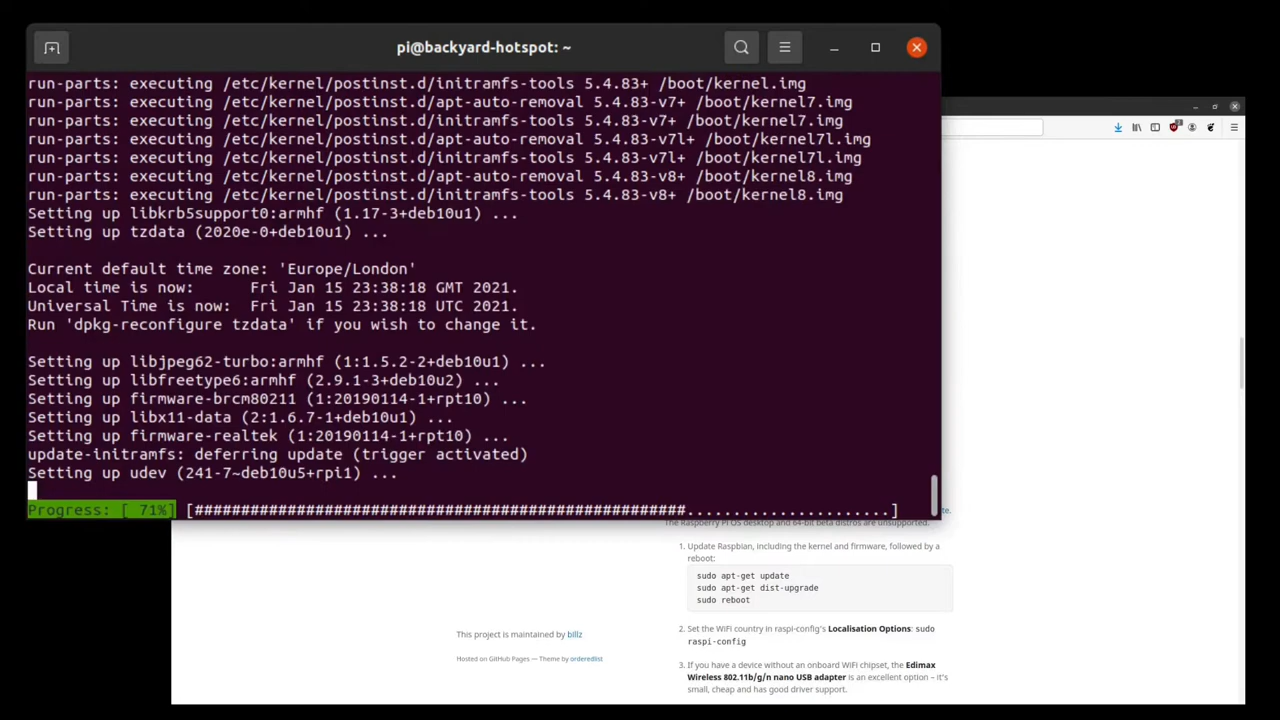 pi@backyard-hotspot: ~
run-parts: executing /etc/kernel/postinst.d/initramfs-tools 5.4.83+ /boot/kernel.img
run-parts: executing /etc/kernel/postinst.d/apt-auto-removal 5.4.83-v7+ /boot/kernel7.img
run-parts: executing /etc/kernel/postinst.d/initramfs-tools 5.4.83-v7+ /boot/kernel7.img
run-parts: executing /etc/kernel/postinst.d/apt-auto-removal 5.4.83-v7l+ /boot/kernel7l.img
run-parts: executing /etc/kernel/postinst.d/initramfs-tools 5.4.83-v7l+ /boot/kernel7l.img
run-parts: executing /etc/kernel/postinst.d/apt-auto-removal 5.4.83-v8+ /boot/kernel8.img
run-parts: executing /etc/kernel/postinst.d/initramfs-tools 5.4.83-v8+ /boot/kernel8.img
Setting up libkrb5support0:armhf (1.17-3+deb10u1) ...
Setting up tzdata (2020e-0+deb10u1) ...
Current default time zone: 'Europe/London'
Local time is now:      Fri Jan 15 23:38:18 GMT 2021.
Universal Time is now:  Fri Jan 15 23:38:18 UTC 2021.
Run 'dpkg-reconfigure tzdata' if you wish to change it.
Setting up libjpeg62-turbo:armhf (1:1.5.2-2+deb10u1) ...
Setting up libfreetype6:armhf (2.9.1-3+deb10u2) ...
Setting up firmware-brcm80211 (1:20190114-1+rpt10) ...
Setting up libx11-data (2:1.6.7-1+deb10u1) ...
Setting up firmware-realtek (1:20190114-1+rpt10) ...
update-initramfs: deferring update (trigger activated)
Setting up udev (241-7~deb10u5+rpi1) ...
Progress: [ 71%] [#####################################################......................]
The Raspberry Pi OS desktop and 64-bit beta distros are unsupported.
1. Update Raspbian, including the kernel and firmware, followed by a
reboot:
sudo apt-get update
sudo apt-get dist-upgrade
sudo reboot
2. Set the WiFi country in raspi-config's Localisation Options: sudo
raspi-config
3. If you have a device without an onboard WiFi chipset, the Edimax
Wireless 802.11b/g/n nano USB adapter is an excellent option – it's
small, cheap and has good driver support.
This project is maintained by billz
Hosted on GitHub Pages — Theme by orderedlist